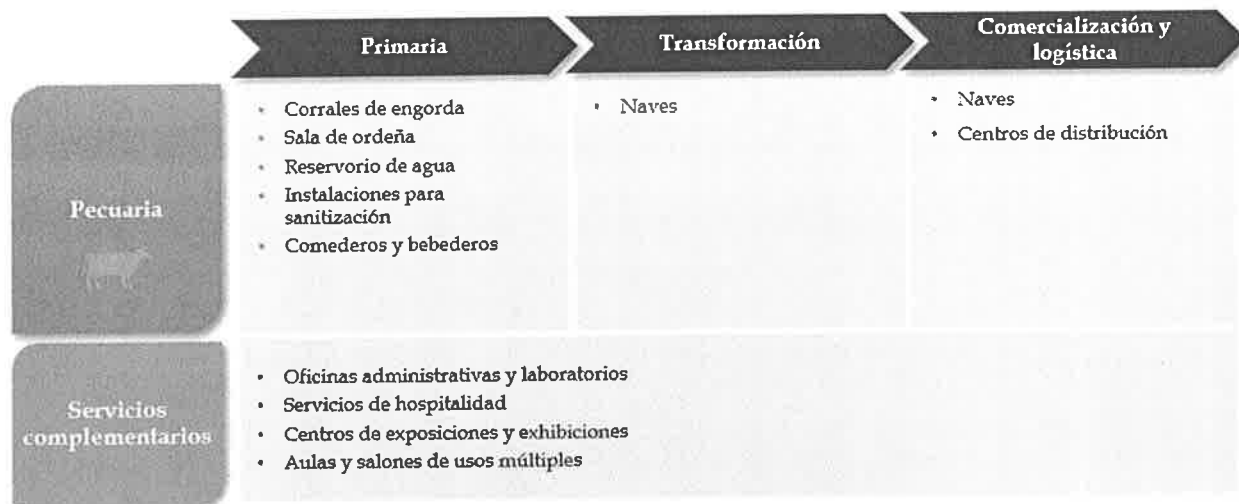 Primaria
Transformación
Comercialización y
logística
Pecuaria
• Corrales de engorda
• Sala de ordeña
• Reservorio de agua
• Instalaciones para
sanitización
• Comederos y bebederos
• Naves
• Naves
• Centros de distribución
Servicios
complementarios
• Oficinas administrativas y laboratorios
• Servicios de hospitalidad
• Centros de exposiciones y exhibiciones
• Aulas y salones de usos múltiples